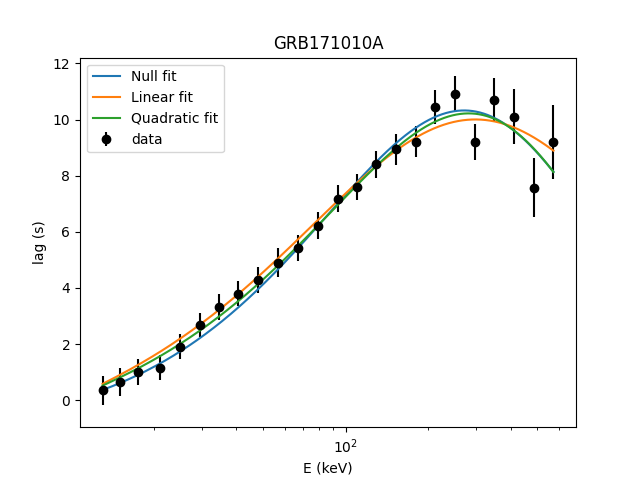 GRB171010A
Null fit
Linear fit
Quadratic fit
data
12
10
8
6
4
2
0
lag (s)
10²
E (keV)